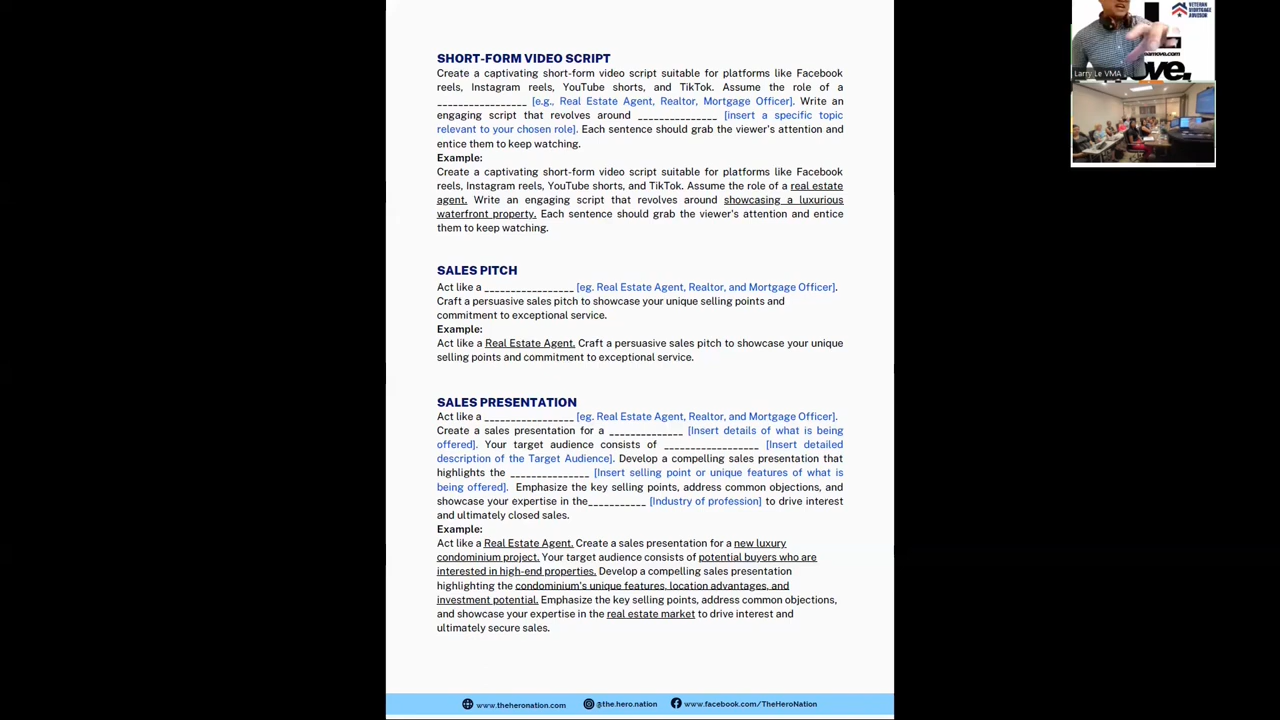 SHORT-FORM VIDEO SCRIPT
Create a captivating short-form video script suitable for platforms like Facebook
reels, Instagram reels, YouTube shorts, and TikTok. Assume the role of a
_________________ [e.g., Real Estate Agent, Realtor, Mortgage Officer]. Write an
engaging script that revolves around _______________ [insert a specific topic
relevant to your chosen role]. Each sentence should grab the viewer's attention and
entice them to keep watching.
Example:
Create a captivating short-form video script suitable for platforms like Facebook
reels, Instagram reels, YouTube shorts, and TikTok. Assume the role of a real estate
agent. Write an engaging script that revolves around showcasing a luxurious
waterfront property. Each sentence should grab the viewer's attention and entice
them to keep watching.
SALES PITCH
Act like a _________________ [eg. Real Estate Agent, Realtor, and Mortgage Officer].
Craft a persuasive sales pitch to showcase your unique selling points and
commitment to exceptional service.
Example:
Act like a Real Estate Agent. Craft a persuasive sales pitch to showcase your unique
selling points and commitment to exceptional service.
SALES PRESENTATION
Act like a _________________ [eg. Real Estate Agent, Realtor, and Mortgage Officer].
Create a sales presentation for a ______________ [Insert details of what is being
offered]. Your target audience consists of __________________ [Insert detailed
description of the Target Audience]. Develop a compelling sales presentation that
highlights the _______________ [Insert selling point or unique features of what is
being offered]. Emphasize the key selling points, address common objections, and
showcase your expertise in the___________ [Industry of profession] to drive interest
and ultimately closed sales.
Example:
Act like a Real Estate Agent. Create a sales presentation for a new luxury
condominium project. Your target audience consists of potential buyers who are
interested in high-end properties. Develop a compelling sales presentation
highlighting the condominium's unique features, location advantages, and
investment potential. Emphasize the key selling points, address common objections,
and showcase your expertise in the real estate market to drive interest and
ultimately secure sales.
www.theheronation.com @the.hero.nation www.facebook.com/TheHeroNation
VETERAN
MORTGAGE
ADVISOR
Larry Le VMA